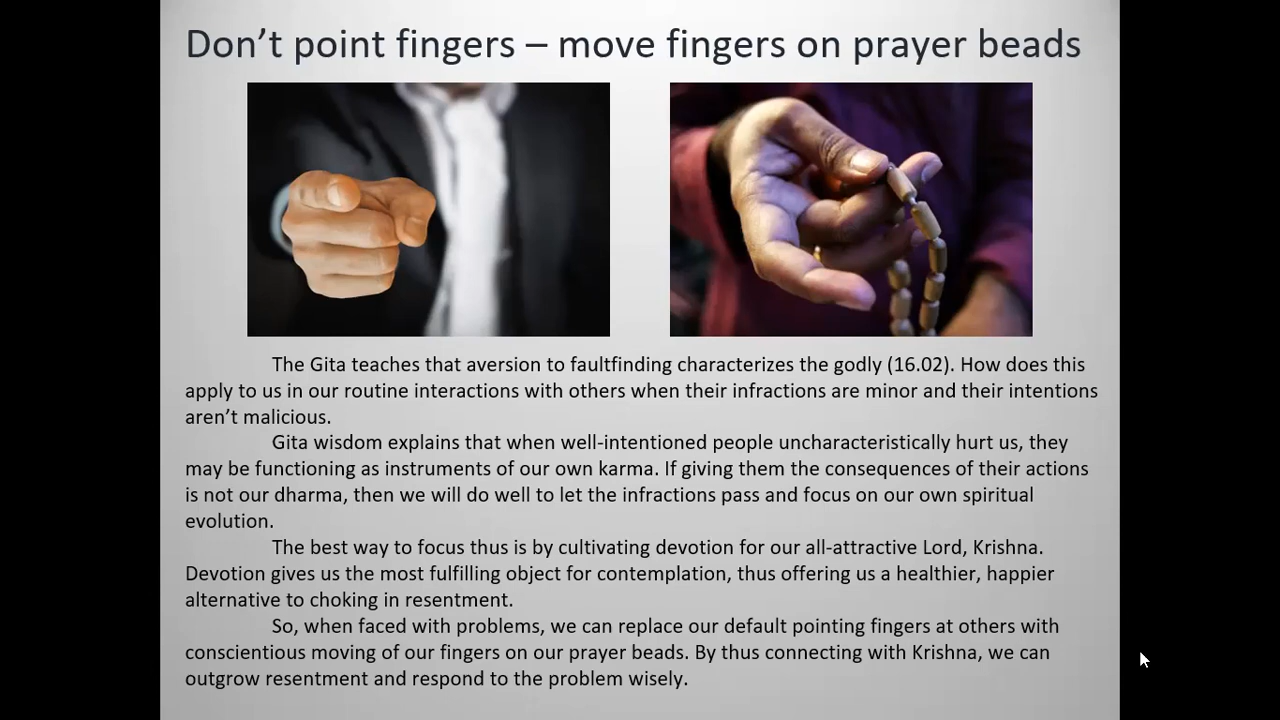 Don’t point fingers – move fingers on prayer beads
The Gita teaches that aversion to faultfinding characterizes the godly (16.02). How does this
apply to us in our routine interactions with others when their infractions are minor and their intentions
aren’t malicious.
Gita wisdom explains that when well-intentioned people uncharacteristically hurt us, they
may be functioning as instruments of our own karma. If giving them the consequences of their actions
is not our dharma, then we will do well to let the infractions pass and focus on our own spiritual
evolution.
The best way to focus thus is by cultivating devotion for our all-attractive Lord, Krishna.
Devotion gives us the most fulfilling object for contemplation, thus offering us a healthier, happier
alternative to choking in resentment.
So, when faced with problems, we can replace our default pointing fingers at others with
conscientious moving of our fingers on our prayer beads. By thus connecting with Krishna, we can
outgrow resentment and respond to the problem wisely.